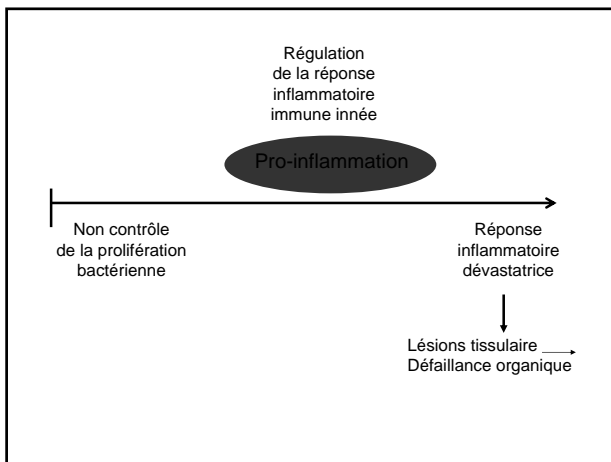 Régulation
de la réponse
inflammatoire
immune innée
Pro-inflammation
Non contrôle
de la prolifération
bactérienne
Réponse
inflammatoire
dévastatrice
Lésions tissulaire
Défaillance organique